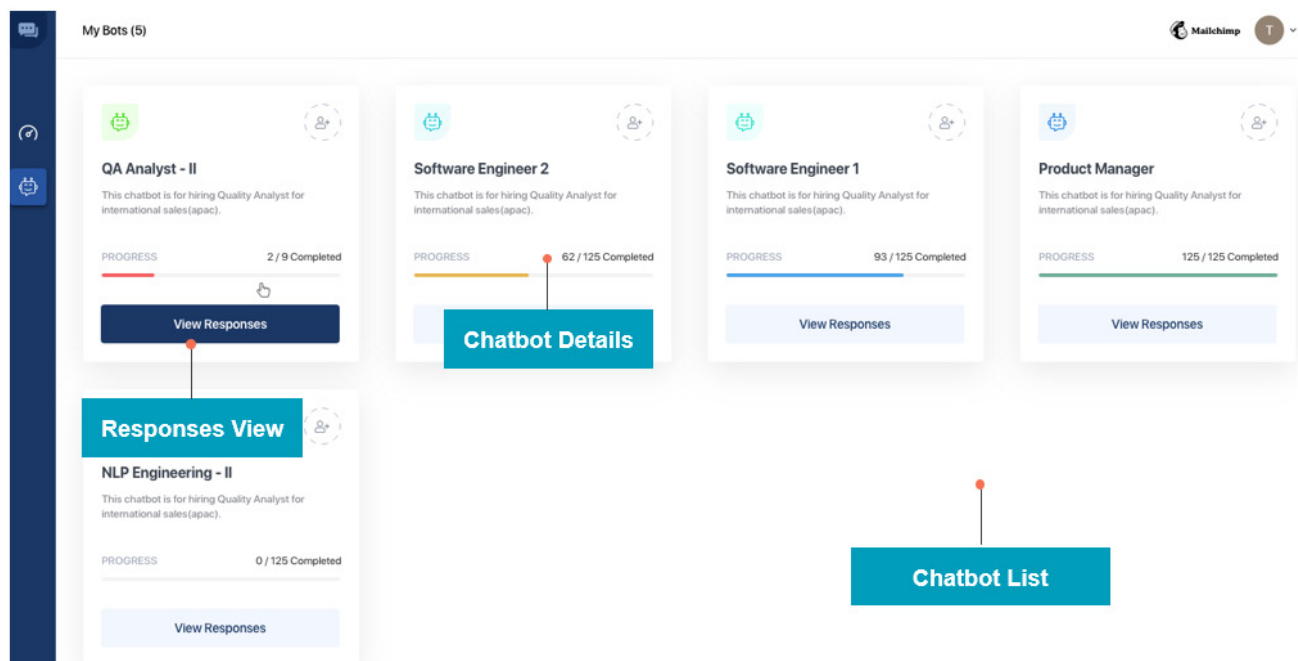 My Bots (5)
Mailchimp
T
QA Analyst - II
This chatbot is for hiring Quality Analyst for
international sales(apac).
PROGRESS 2 / 9 Completed
View Responses
Software Engineer 2
This chatbot is for hiring Quality Analyst for
international sales(apac).
PROGRESS 62 / 125 Completed
Chatbot Details
Software Engineer 1
This chatbot is for hiring Quality Analyst for
international sales(apac).
PROGRESS 93 / 125 Completed
View Responses
Product Manager
This chatbot is for hiring Quality Analyst for
international sales(apac).
PROGRESS 125 / 125 Completed
View Responses
Responses View
NLP Engineering - II
This chatbot is for hiring Quality Analyst for
international sales(apac).
PROGRESS 0 / 125 Completed
View Responses
Chatbot List